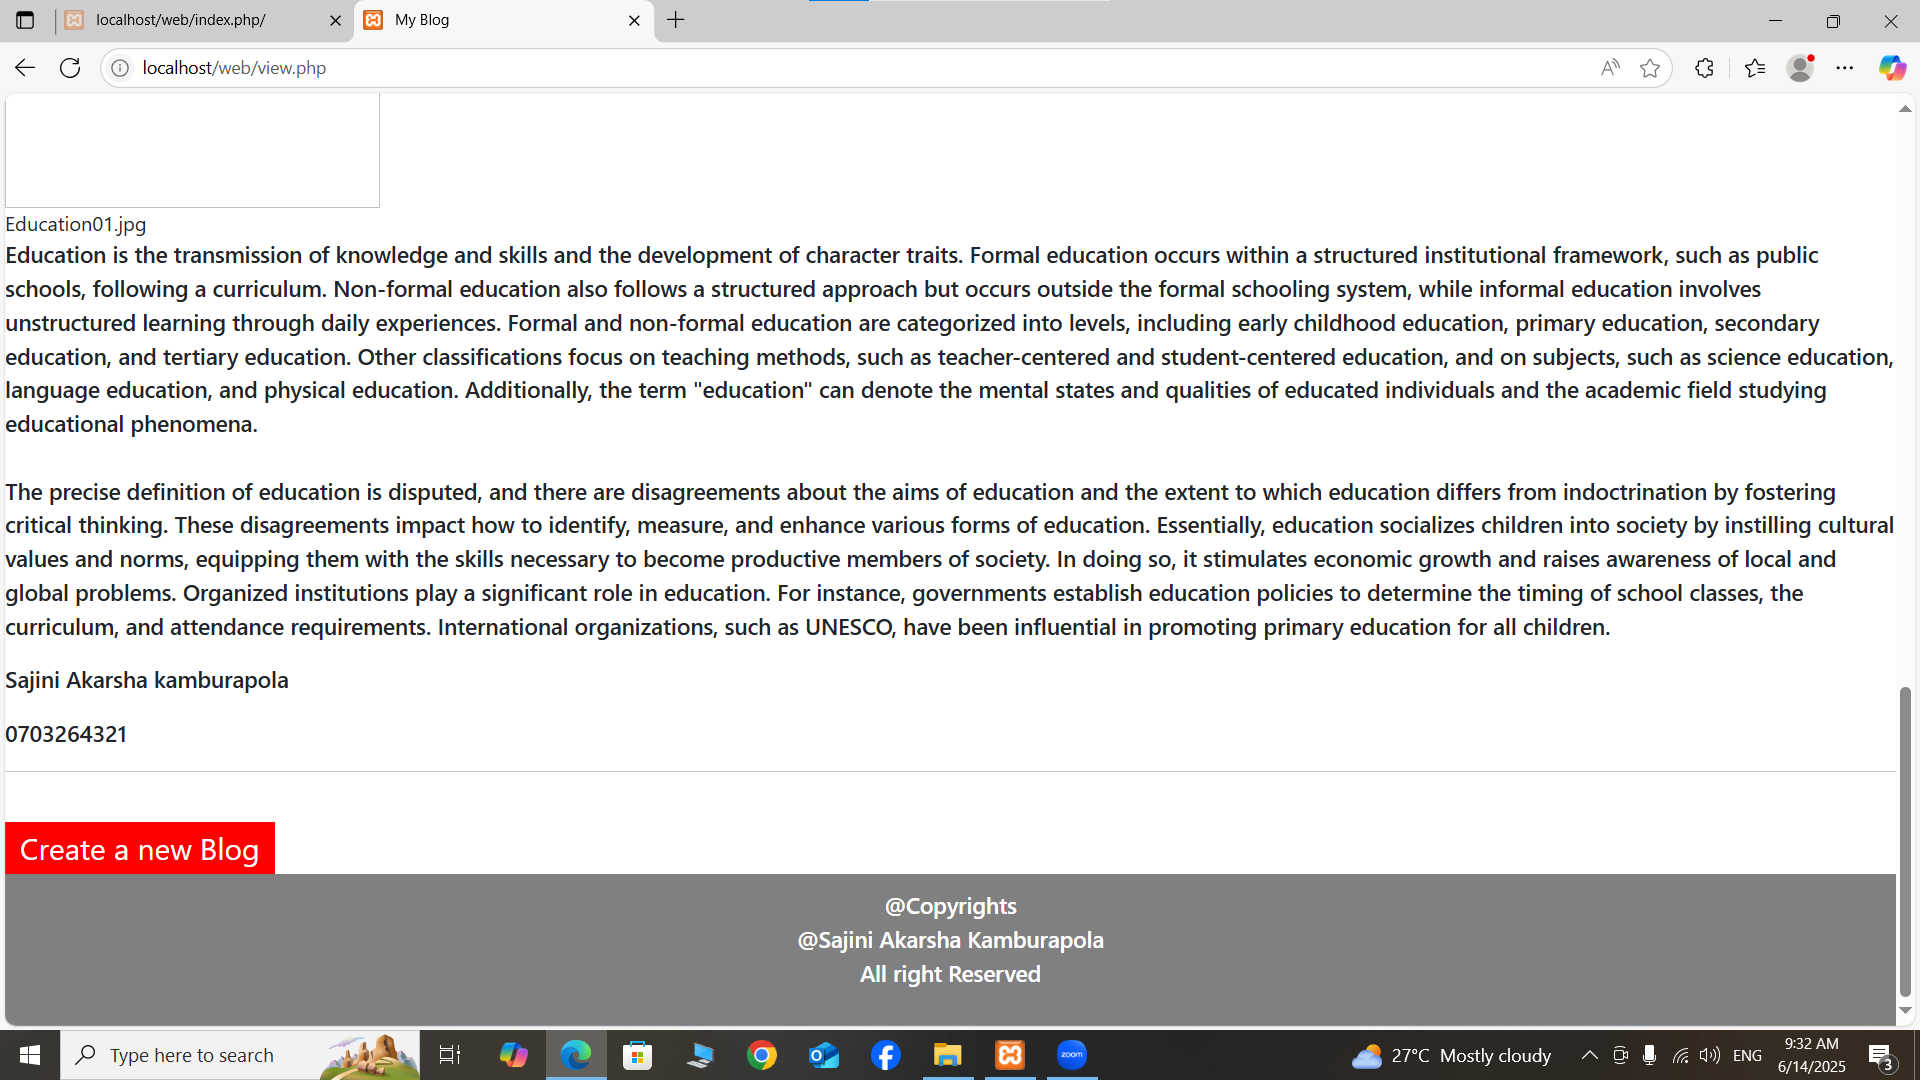 localhost/web/index.php/
My Blog
localhost/web/view.php
Education01.jpg
Education is the transmission of knowledge and skills and the development of character traits. Formal education occurs within a structured institutional framework, such as public
schools, following a curriculum. Non-formal education also follows a structured approach but occurs outside the formal schooling system, while informal education involves
unstructured learning through daily experiences. Formal and non-formal education are categorized into levels, including early childhood education, primary education, secondary
education, and tertiary education. Other classifications focus on teaching methods, such as teacher-centered and student-centered education, and on subjects, such as science education,
language education, and physical education. Additionally, the term "education" can denote the mental states and qualities of educated individuals and the academic field studying
educational phenomena.
The precise definition of education is disputed, and there are disagreements about the aims of education and the extent to which education differs from indoctrination by fostering
critical thinking. These disagreements impact how to identify, measure, and enhance various forms of education. Essentially, education socializes children into society by instilling cultural
values and norms, equipping them with the skills necessary to become productive members of society. In doing so, it stimulates economic growth and raises awareness of local and
global problems. Organized institutions play a significant role in education. For instance, governments establish education policies to determine the timing of school classes, the
curriculum, and attendance requirements. International organizations, such as UNESCO, have been influential in promoting primary education for all children.
Sajini Akarsha kamburapola
0703264321
Create a new Blog
@Copyrights
@Sajini Akarsha Kamburapola
All right Reserved
Type here to search
zoom
27°C Mostly cloudy
ENG
9:32 AM
6/14/2025
3